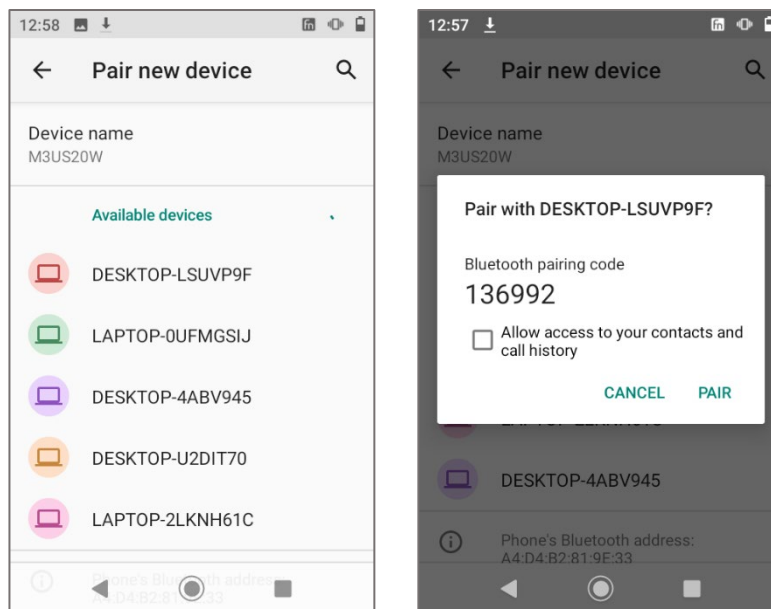 12:58
Pair new device
Device name
M3US20W
Available devices
DESKTOP-LSUVP9F
LAPTOP-0UFMGSIJ
DESKTOP-4ABV945
DESKTOP-U2DIT70
LAPTOP-2LKNH61C
Phone's Bluetooth address:
12:57
Pair new device
Device name
M3US20W
Pair with DESKTOP-LSUVP9F?
Bluetooth pairing code
136992
Allow access to your contacts and
call history
CANCEL PAIR
DESKTOP-4ABV945
Phone's Bluetooth address:
A4:D4:B2:81:9E:33